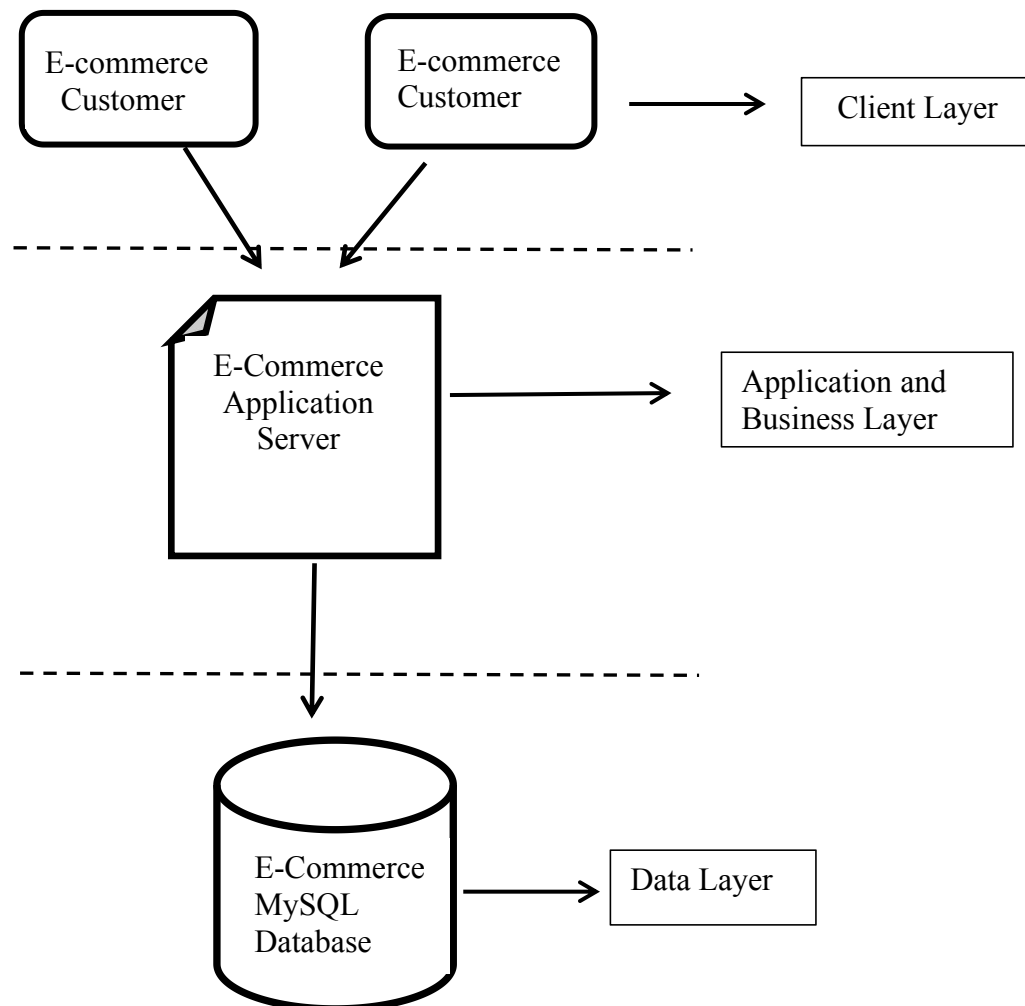 E-commerce
Customer
E-commerce
Customer
Client Layer
E-Commerce
Application
Server
Application and
Business Layer
E-Commerce
MySQL
Database
Data Layer